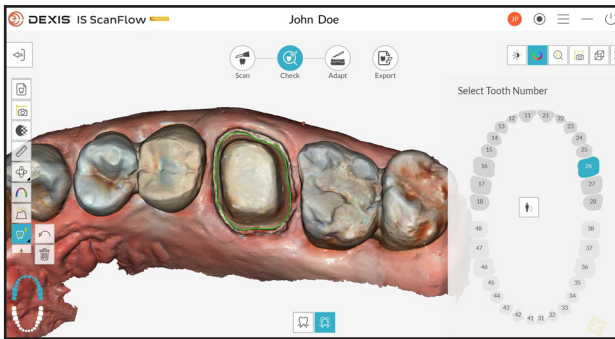 DEXIS IS ScanFlow
John Doe
JP
Scan
Check
Adapt
Export
Select Tooth Number
12 11 21 22
13 23
14 24
15 25
16 26
17 27
18 28
48 38
47 37
46 36
45 35
44 34
43 33
42 41 31 32